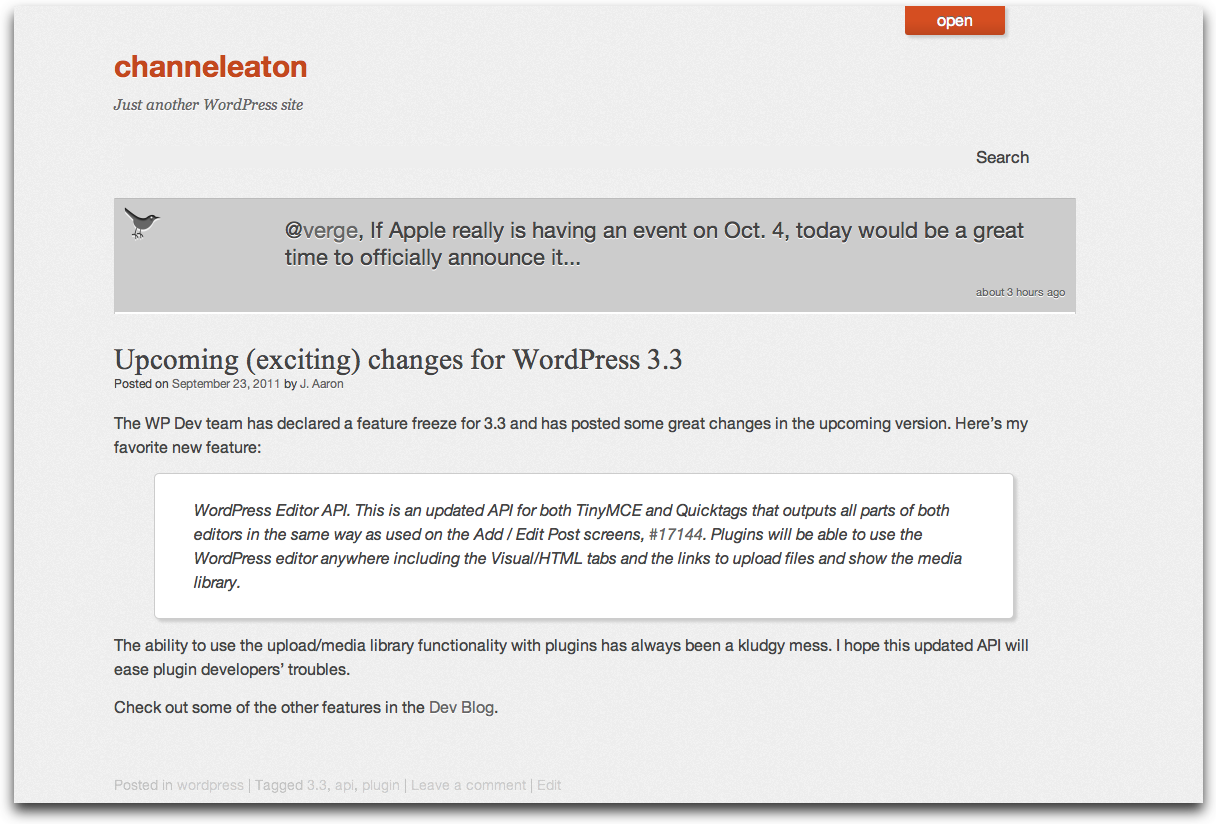 open
channeleaton
Just another WordPress site
Search
@verge, If Apple really is having an event on Oct. 4, today would be a great
time to officially announce it...
about 3 hours ago
Upcoming (exciting) changes for WordPress 3.3
Posted on September 23, 2011 by J. Aaron
The WP Dev team has declared a feature freeze for 3.3 and has posted some great changes in the upcoming version. Here’s my
favorite new feature:
WordPress Editor API. This is an updated API for both TinyMCE and Quicktags that outputs all parts of both
editors in the same way as used on the Add / Edit Post screens, #17144. Plugins will be able to use the
WordPress editor anywhere including the Visual/HTML tabs and the links to upload files and show the media
library.
The ability to use the upload/media library functionality with plugins has always been a kludgy mess. I hope this updated API will
ease plugin developers’ troubles.
Check out some of the other features in the Dev Blog.
Posted in wordpress | Tagged 3.3, api, plugin | Leave a comment | Edit